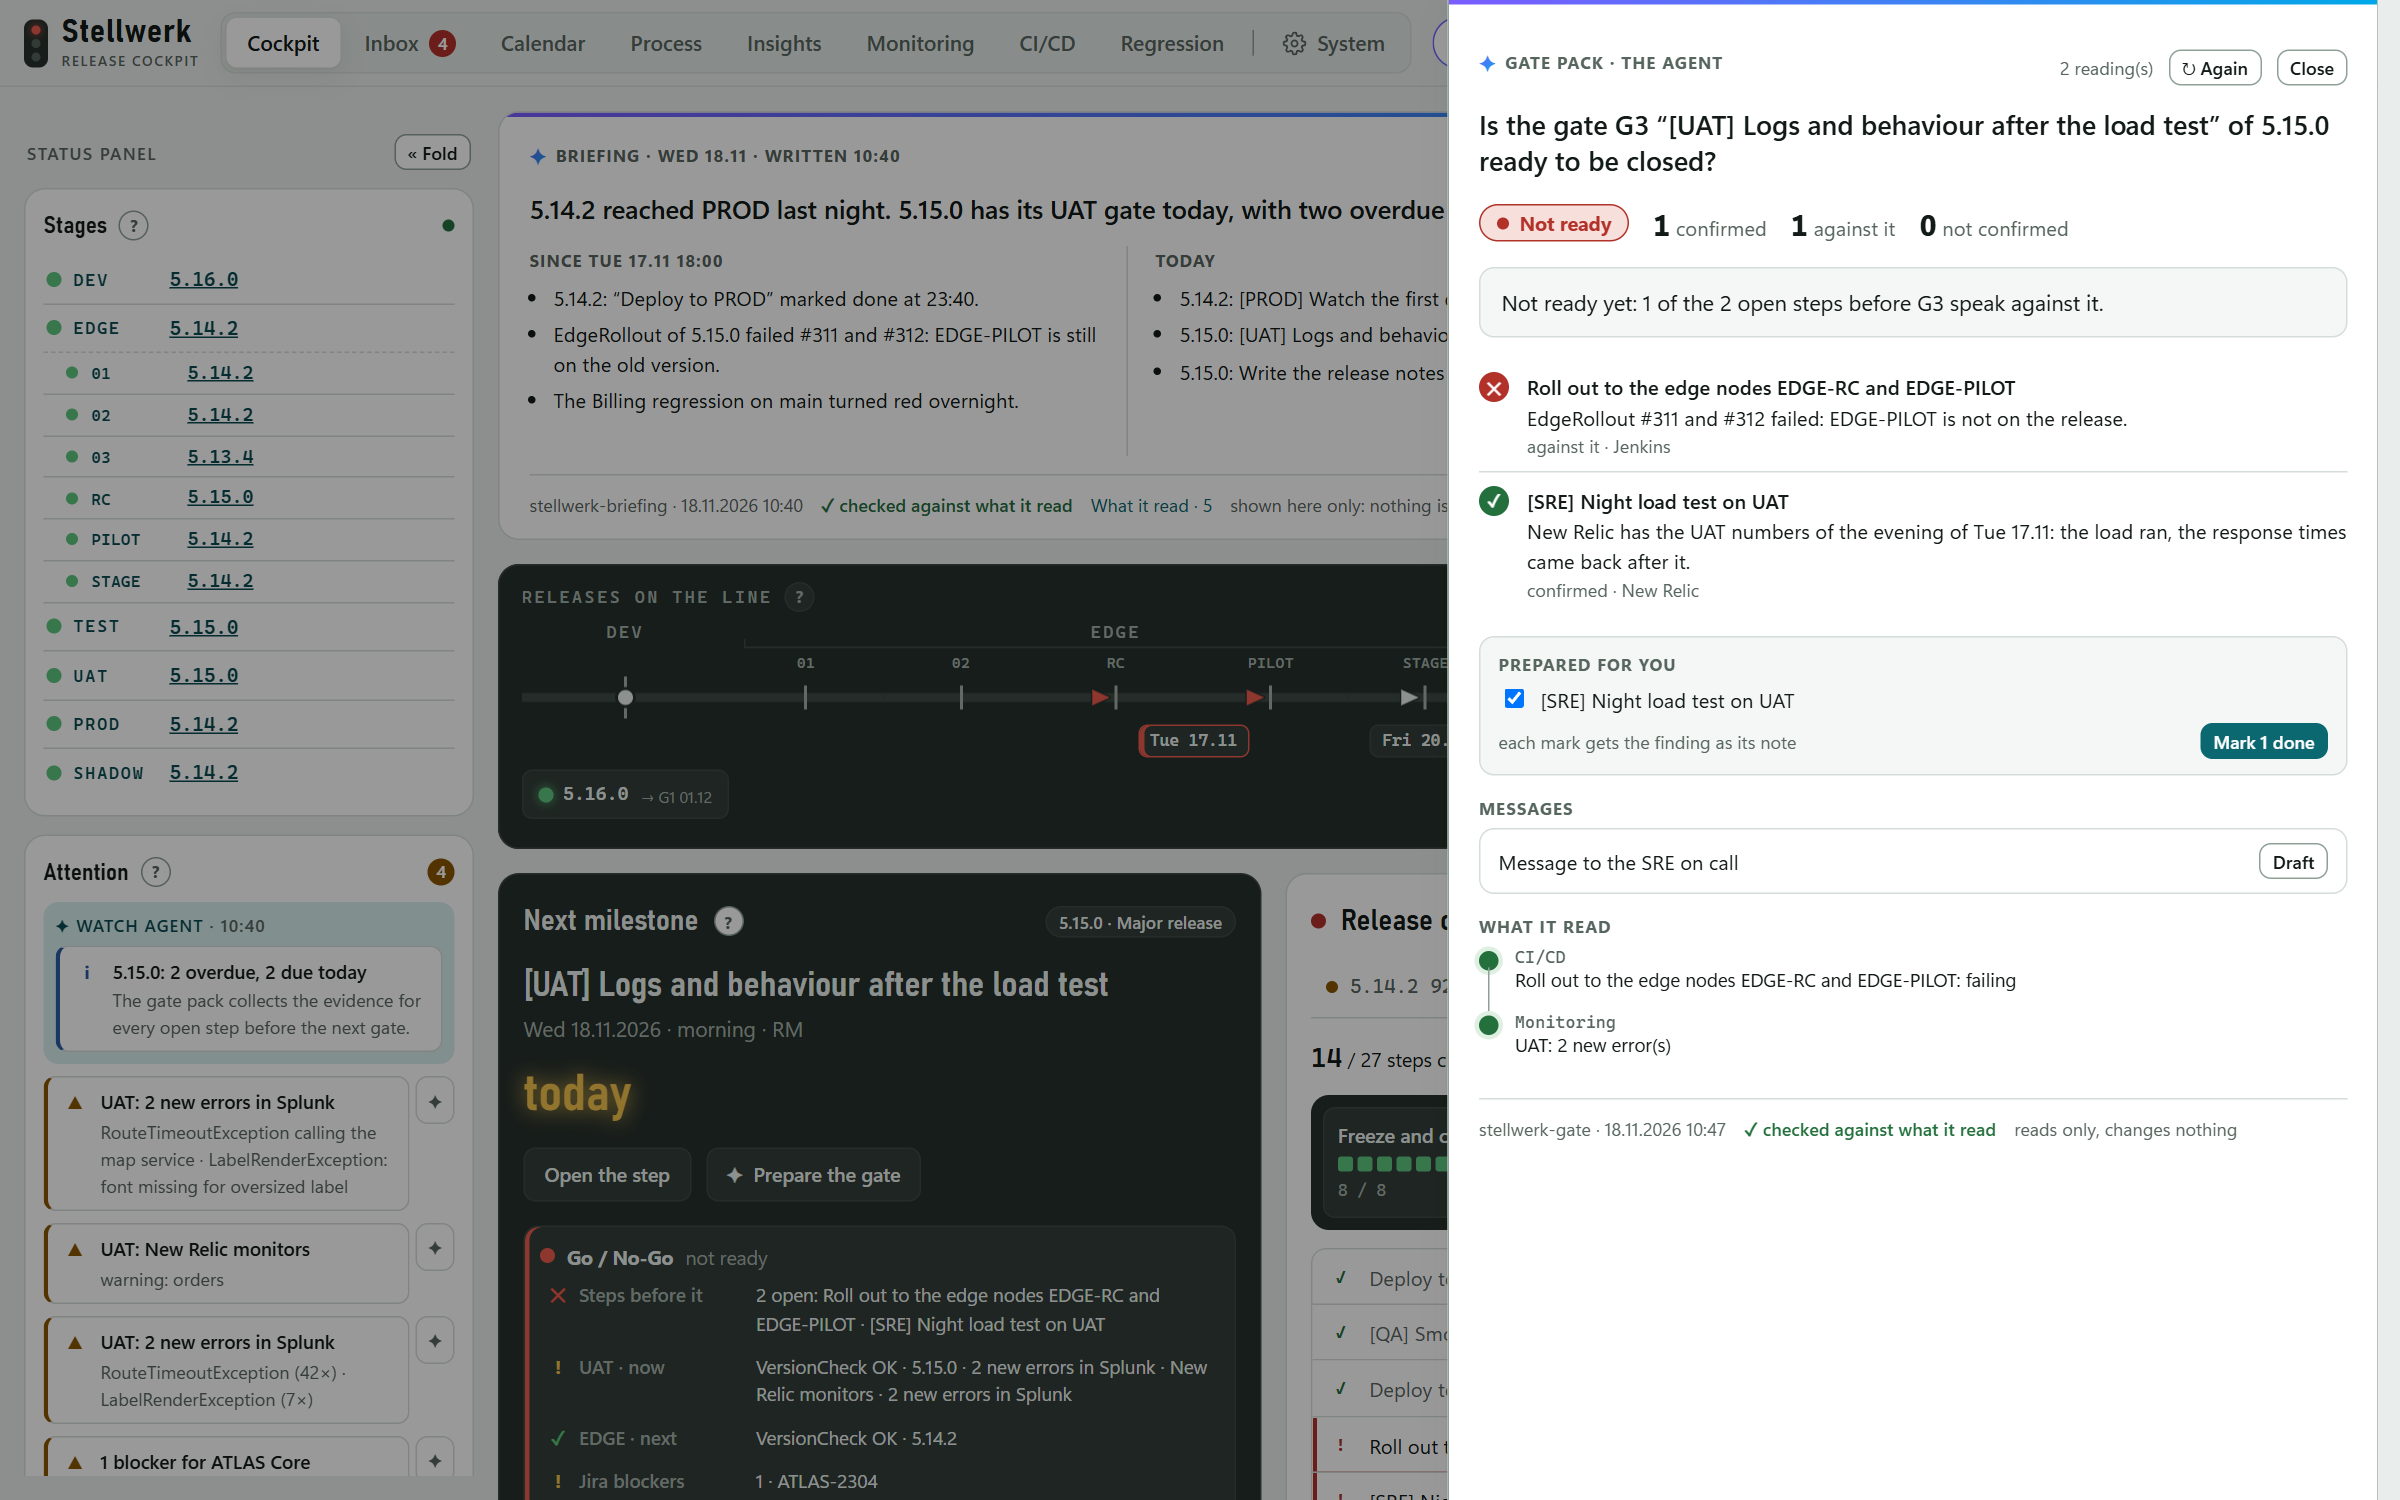 Stellwerk
RELEASE COCKPIT
Cockpit
Inbox 4
Calendar
Process
Insights
Monitoring
CI/CD
Regression
System
STATUS PANEL
« Fold
Stages ?
DEV 5.16.0
EDGE 5.14.2
01 5.14.2
02 5.14.2
03 5.13.4
RC 5.15.0
PILOT 5.14.2
STAGE 5.14.2
TEST 5.15.0
UAT 5.15.0
PROD 5.14.2
SHADOW 5.14.2
Attention ? 4
WATCH AGENT · 10:40
i 5.15.0: 2 overdue, 2 due today
The gate pack collects the evidence for
every open step before the next gate.
UAT: 2 new errors in Splunk
RouteTimeoutException calling the
map service · LabelRenderException:
font missing for oversized label
UAT: New Relic monitors
warning: orders
UAT: 2 new errors in Splunk
RouteTimeoutException (42×) ·
LabelRenderException (7×)
1 blocker for ATLAS Core
BRIEFING · WED 18.11 · WRITTEN 10:40
5.14.2 reached PROD last night. 5.15.0 has its UAT gate today, with two overdue
SINCE TUE 17.11 18:00
5.14.2: “Deploy to PROD” marked done at 23:40.
EdgeRollout of 5.15.0 failed #311 and #312: EDGE-PILOT is still
on the old version.
The Billing regression on main turned red overnight.
TODAY
5.14.2: [PROD] Watch the first
5.15.0: [UAT] Logs and behavio
5.15.0: Write the release notes
stellwerk-briefing · 18.11.2026 10:40 ✓ checked against what it read What it read · 5 shown here only: nothing is
RELEASES ON THE LINE ?
DEV
EDGE
01
02
RC
PILOT
STAGE
Tue 17.11
Fri 20.
5.16.0 → G1 01.12
Next milestone ?
5.15.0 · Major release
[UAT] Logs and behaviour after the load test
Wed 18.11.2026 · morning · RM
today
Open the step
Prepare the gate
Go / No-Go not ready
Steps before it
2 open: Roll out to the edge nodes EDGE-RC and
EDGE-PILOT · [SRE] Night load test on UAT
! UAT · now
VersionCheck OK · 5.15.0 · 2 new errors in Splunk · New
Relic monitors · 2 new errors in Splunk
✓ EDGE · next
VersionCheck OK · 5.14.2
! Jira blockers
1 · ATLAS-2304
Release
5.14.2
14 / 27 steps
Freeze and
8 / 8
✓ Deploy
✓ [QA]
✓ Deploy
! Roll out
GATE PACK · THE AGENT
2 reading(s)
↻ Again
Close
Is the gate G3 “[UAT] Logs and behaviour after the load test” of 5.15.0
ready to be closed?
Not ready
1 confirmed
1 against it
0 not confirmed
Not ready yet: 1 of the 2 open steps before G3 speak against it.
Roll out to the edge nodes EDGE-RC and EDGE-PILOT
EdgeRollout #311 and #312 failed: EDGE-PILOT is not on the release.
against it · Jenkins
[SRE] Night load test on UAT
New Relic has the UAT numbers of the evening of Tue 17.11: the load ran, the response times
came back after it.
confirmed · New Relic
PREPARED FOR YOU
[SRE] Night load test on UAT
each mark gets the finding as its note
Mark 1 done
MESSAGES
Message to the SRE on call
Draft
WHAT IT READ
CI/CD
Roll out to the edge nodes EDGE-RC and EDGE-PILOT: failing
Monitoring
UAT: 2 new error(s)
stellwerk-gate · 18.11.2026 10:47 ✓ checked against what it read reads only, changes nothing